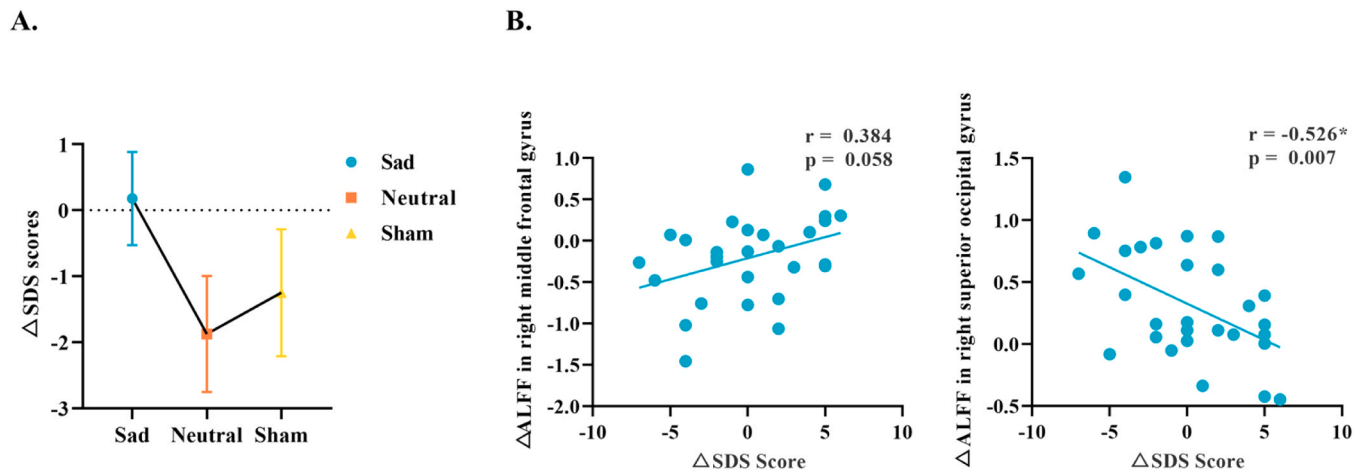 A.
△SDS scores
1
0
-1
-2
-3
Sad
Neutral
Sham
Sad
Neutral
Sham
B.
△ALFF in right middle frontal gyrus
r = 0.384
p = 0.058
1.0
0.5
-0.0
-0.5
-1.0
-1.5
-2.0
-10
-5
0
5
10
△SDS Score
△ALFF in right superior occipital gyrus
r = -0.526*
p = 0.007
1.5
1.0
0.5
0.0
-0.5
-10
-5
0
5
10
△SDS Score